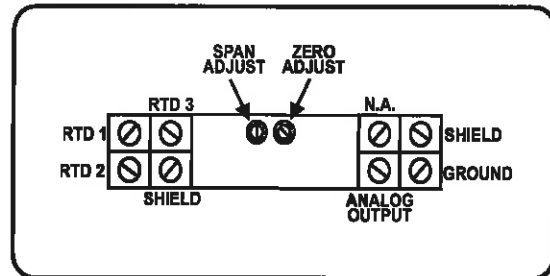 SPAN ADJUST
ZERO ADJUST
RTD 3
N.A.
RTD 1
SHIELD
RTD 2
GROUND
SHIELD
ANALOG OUTPUT